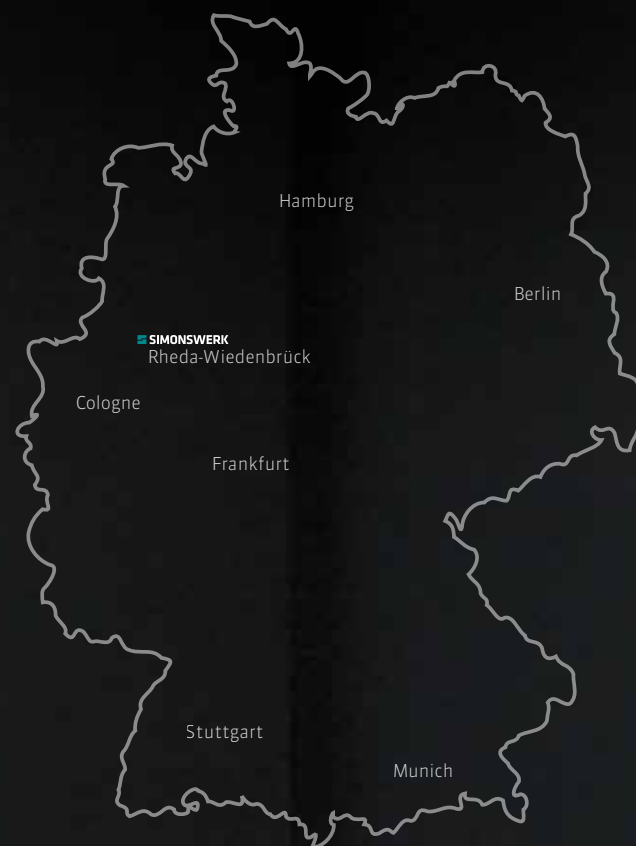 Hamburg
Berlin
SIMONSWERK
Rheda-Wiedenbrück
Cologne
Frankfurt
Stuttgart
Munich